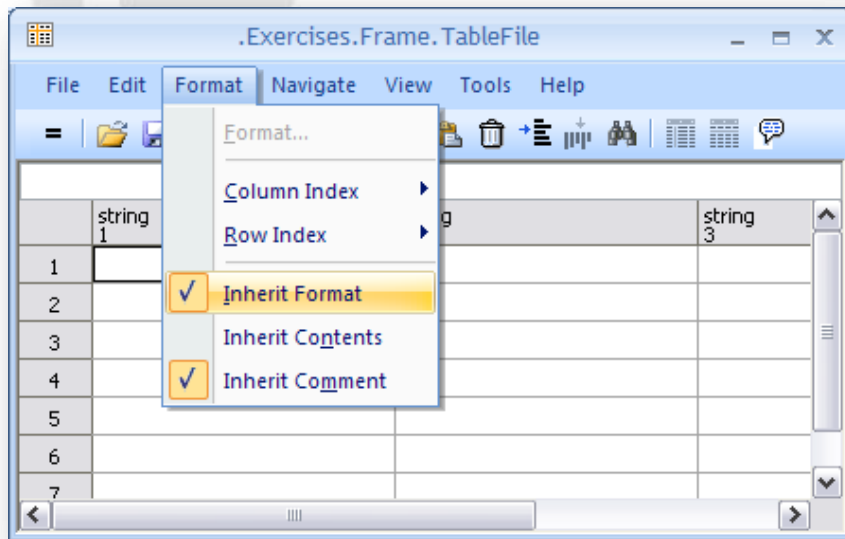 .Exercises.Frame.TableFile
File Edit Format Navigate View Tools Help
=
Format...
Column Index
Row Index
Inherit Format
Inherit Contents
Inherit Comment
string
1
string
3
1
2
3
4
5
6
7